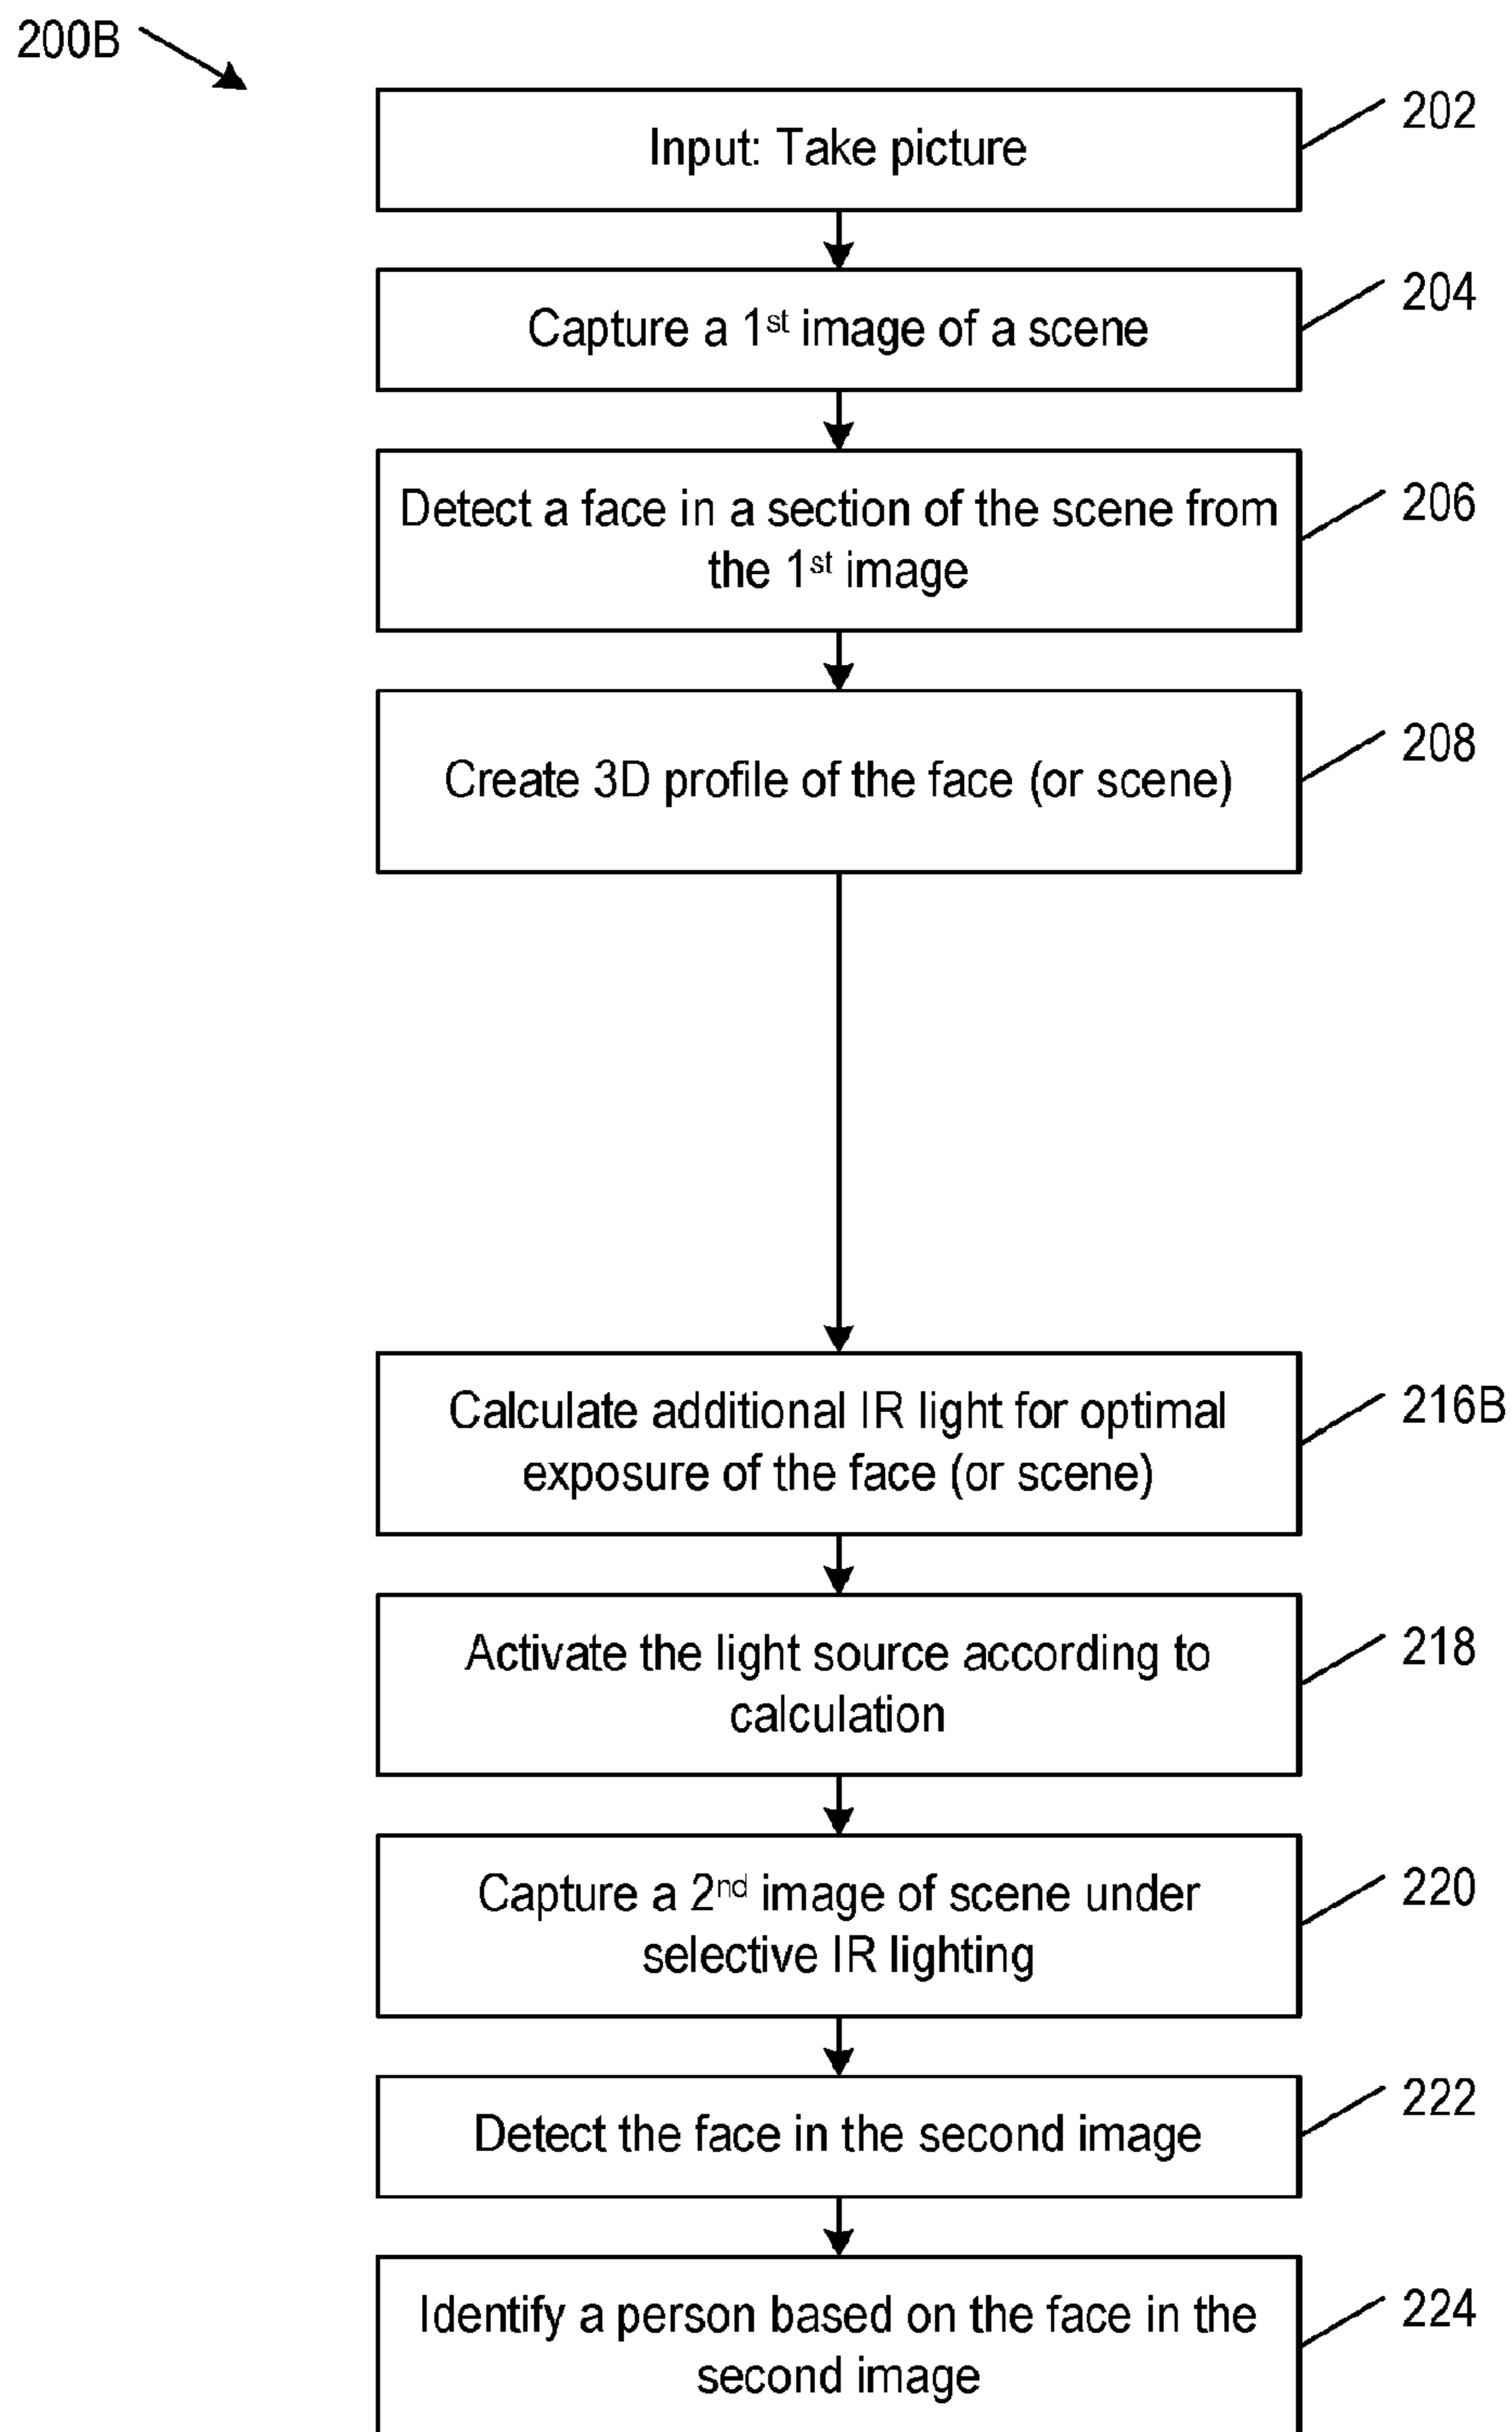 200B
202
Input: Take picture
204
Capture a 1st image of a scene
206
Detect a face in a section of the scene from
the 1st image
208
Create 3D profile of the face (or scene)
216B
Calculate additional IR light for optimal
exposure of the face (or scene)
218
Activate the light source according to
calculation
220
Capture a 2nd image of scene under
selective IR lighting
222
Detect the face in the second image
224
Identify a person based on the face in the
second image